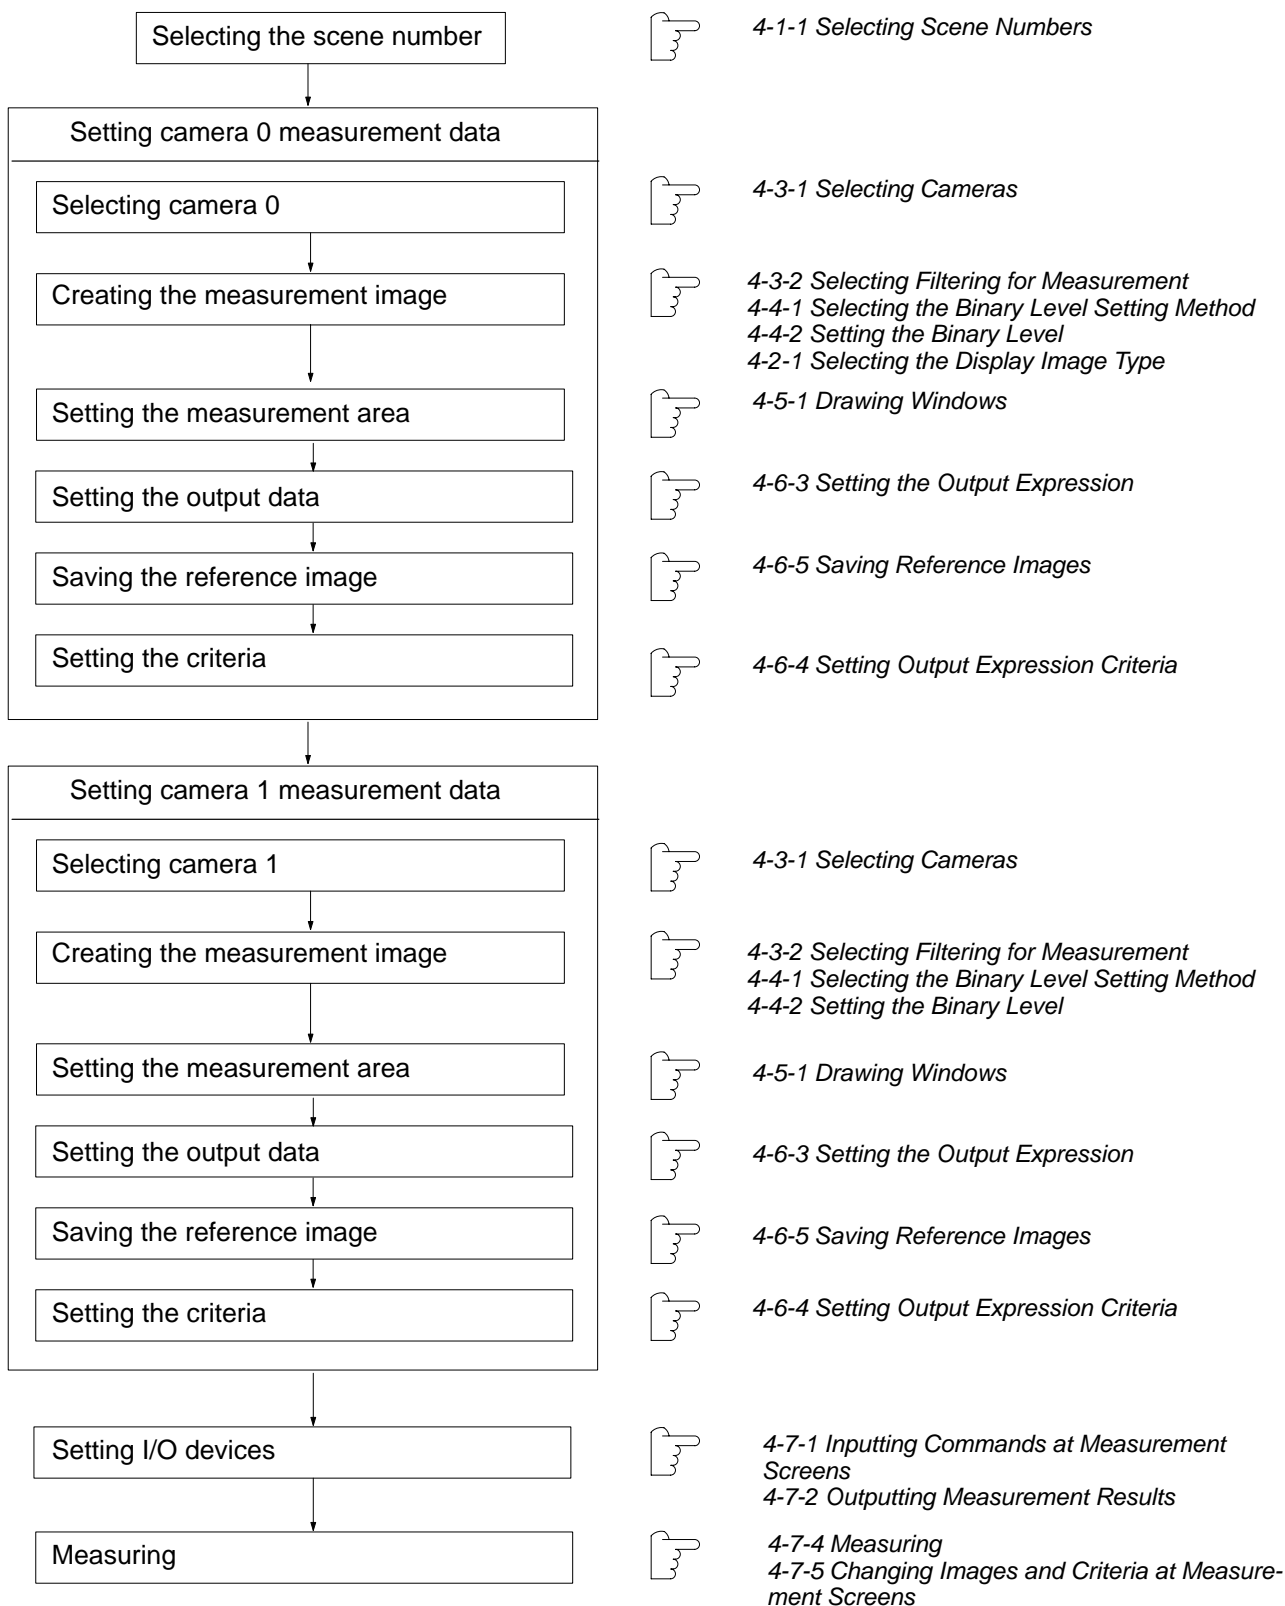 Selecting the scene number
4-1-1 Selecting Scene Numbers
Setting camera 0 measurement data
Selecting camera 0
4-3-1 Selecting Cameras
Creating the measurement image
4-3-2 Selecting Filtering for Measurement
4-4-1 Selecting the Binary Level Setting Method
4-4-2 Setting the Binary Level
4-2-1 Selecting the Display Image Type
Setting the measurement area
4-5-1 Drawing Windows
Setting the output data
4-6-3 Setting the Output Expression
Saving the reference image
4-6-5 Saving Reference Images
Setting the criteria
4-6-4 Setting Output Expression Criteria
Setting camera 1 measurement data
Selecting camera 1
4-3-1 Selecting Cameras
Creating the measurement image
4-3-2 Selecting Filtering for Measurement
4-4-1 Selecting the Binary Level Setting Method
4-4-2 Setting the Binary Level
Setting the measurement area
4-5-1 Drawing Windows
Setting the output data
4-6-3 Setting the Output Expression
Saving the reference image
4-6-5 Saving Reference Images
Setting the criteria
4-6-4 Setting Output Expression Criteria
Setting I/O devices
4-7-1 Inputting Commands at Measurement
Screens
4-7-2 Outputting Measurement Results
Measuring
4-7-4 Measuring
4-7-5 Changing Images and Criteria at Measure-
ment Screens